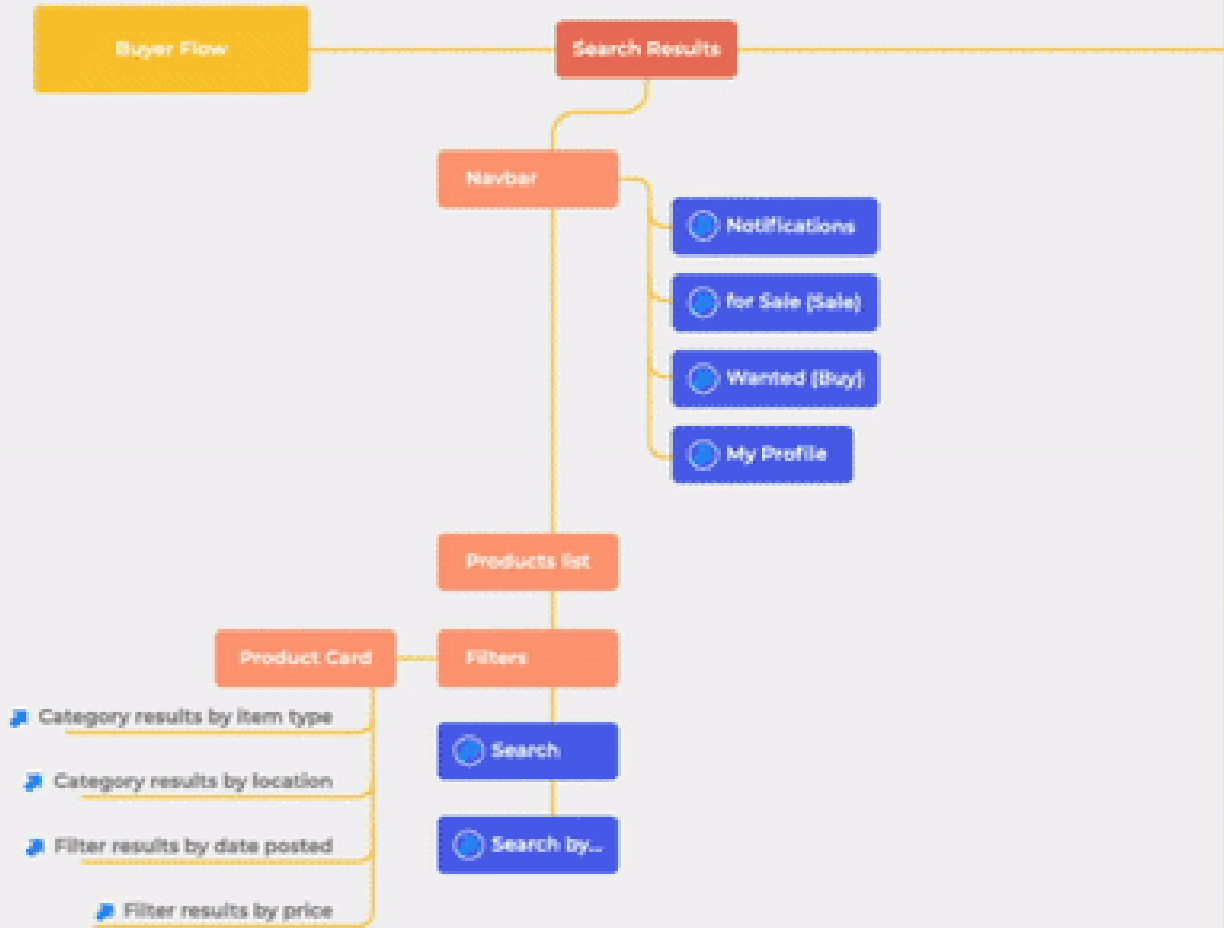 Buyer Flow
Search Results
Navbar
Notifications
for Sale (Sale)
Wanted (Buy)
My Profile
Products list
Product Card
Filters
Category results by item type
Search
Category results by location
Search by...
Filter results by date posted
Filter results by price